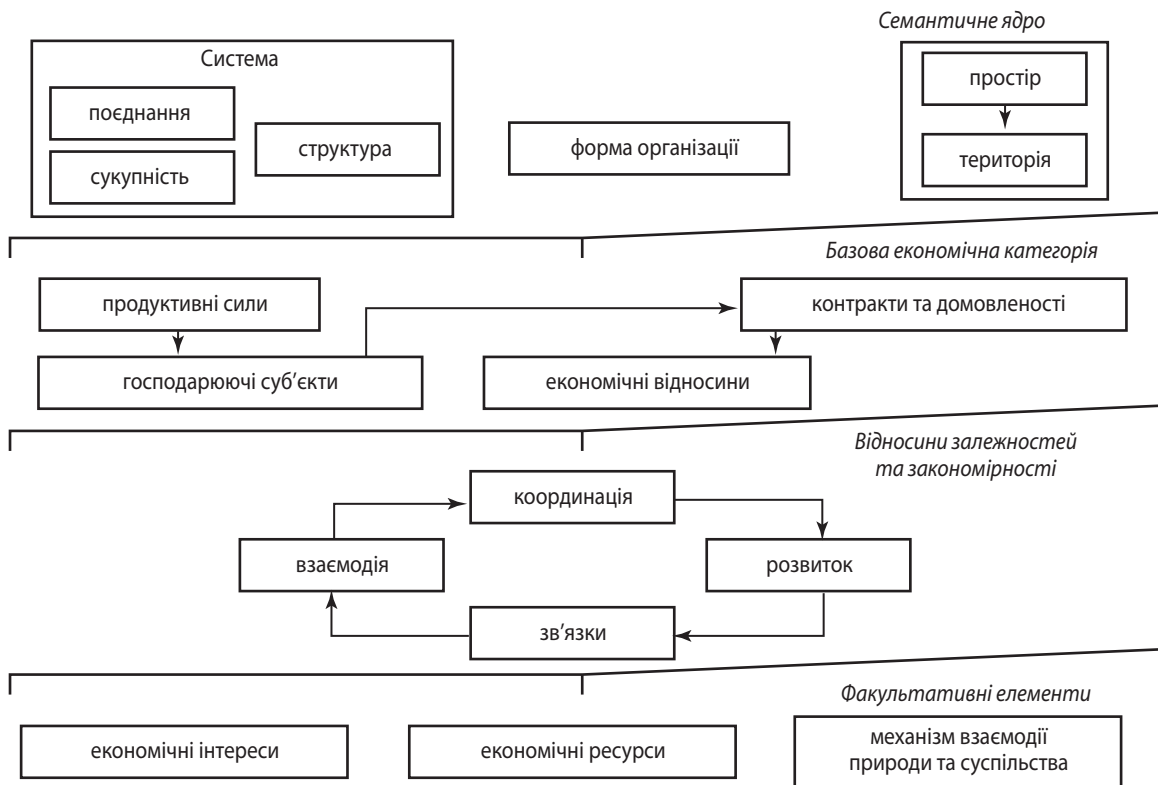 Семантичне ядро
Система
поєднання
сукупність
структура
форма організації
простір
територія
Базова економічна категорія
продуктивні сили
контракти та домовленості
господарюючі суб’єкти
економічні відносини
Відносини залежностей
та закономірності
координація
взаємодія
розвиток
зв’язки
Факультативні елементи
економічні інтереси
економічні ресурси
механізм взаємодії
природи та суспільства